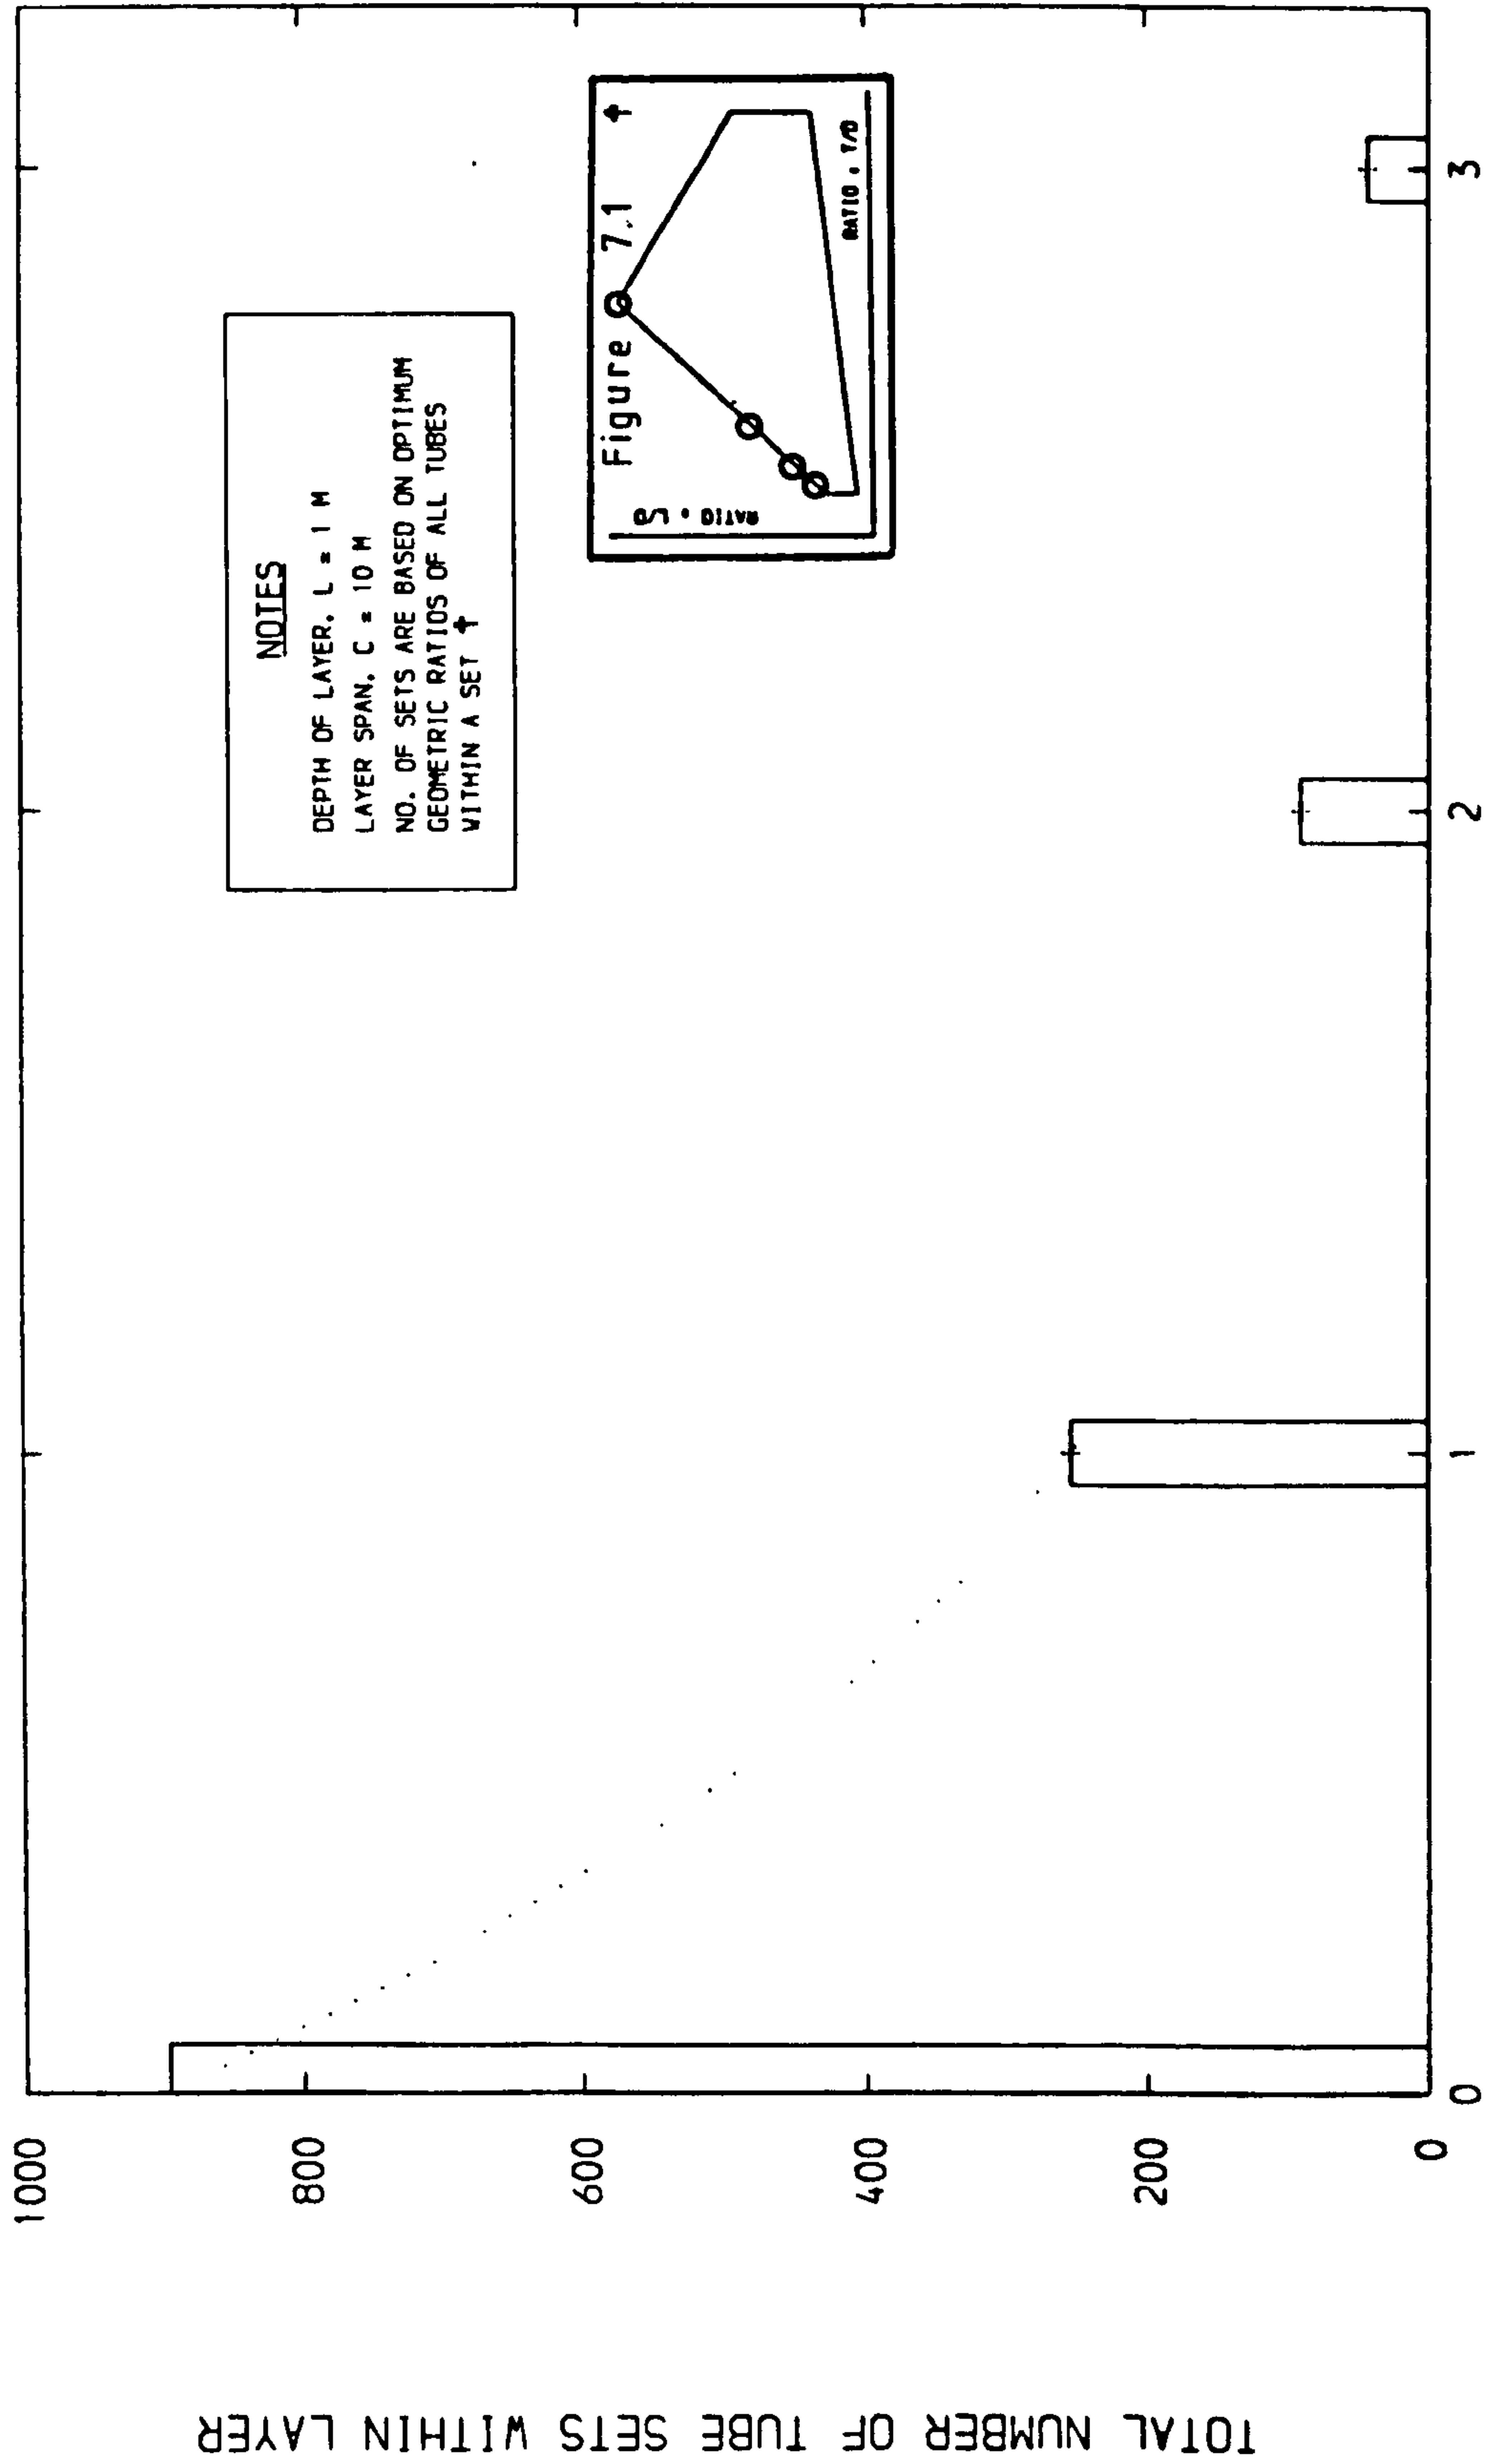 TOTAL NUMBER OF TUBE SETS WITHIN LAYER
1000
800
600
400
200
0
0
1
2
3
NOTES
DEPTH OF LAYER, L = 1 M
LAYER SPAN, C = 10 M
NO. OF SETS ARE BASED ON OPTIMUM
GEOMETRIC RATIOS OF ALL TUBES
WITHIN A SET †
Figure 7.1 †
RATIO : L/D
RATIO : T/D